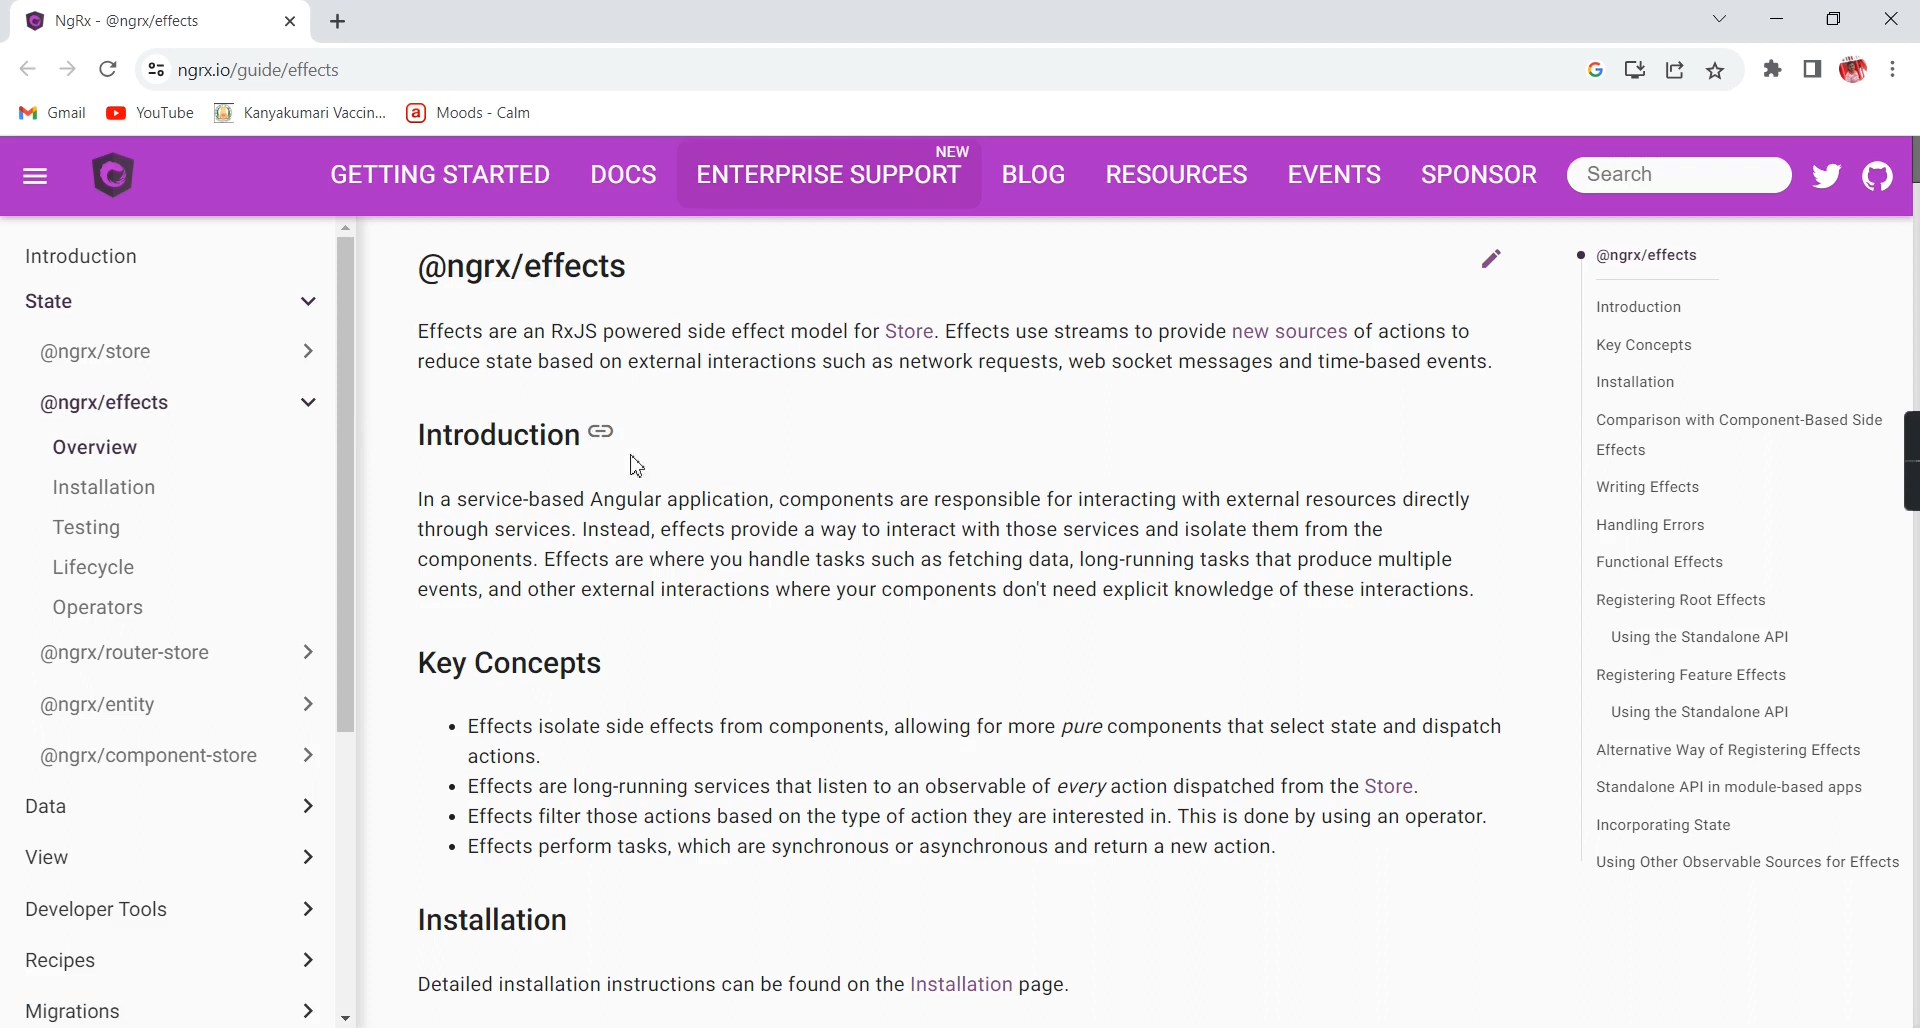 NgRx - @ngrx/effects
ngrx.io/guide/effects
Gmail
YouTube
Kanyakumari Vaccin...
Moods - Calm
GETTING STARTED
DOCS
ENTERPRISE SUPPORT
NEW
BLOG
RESOURCES
EVENTS
SPONSOR
Search
Introduction
State
@ngrx/store
@ngrx/effects
Overview
Installation
Testing
Lifecycle
Operators
@ngrx/router-store
@ngrx/entity
@ngrx/component-store
Data
View
Developer Tools
Recipes
Migrations
@ngrx/effects
Effects are an RxJS powered side effect model for Store. Effects use streams to provide new sources of actions to
reduce state based on external interactions such as network requests, web socket messages and time-based events.
Introduction
In a service-based Angular application, components are responsible for interacting with external resources directly
through services. Instead, effects provide a way to interact with those services and isolate them from the
components. Effects are where you handle tasks such as fetching data, long-running tasks that produce multiple
events, and other external interactions where your components don't need explicit knowledge of these interactions.
Key Concepts
• Effects isolate side effects from components, allowing for more pure components that select state and dispatch
actions.
• Effects are long-running services that listen to an observable of every action dispatched from the Store.
• Effects filter those actions based on the type of action they are interested in. This is done by using an operator.
• Effects perform tasks, which are synchronous or asynchronous and return a new action.
Installation
Detailed installation instructions can be found on the Installation page.
@ngrx/effects
Introduction
Key Concepts
Installation
Comparison with Component-Based Side
Effects
Writing Effects
Handling Errors
Functional Effects
Registering Root Effects
Using the Standalone API
Registering Feature Effects
Using the Standalone API
Alternative Way of Registering Effects
Standalone API in module-based apps
Incorporating State
Using Other Observable Sources for Effects